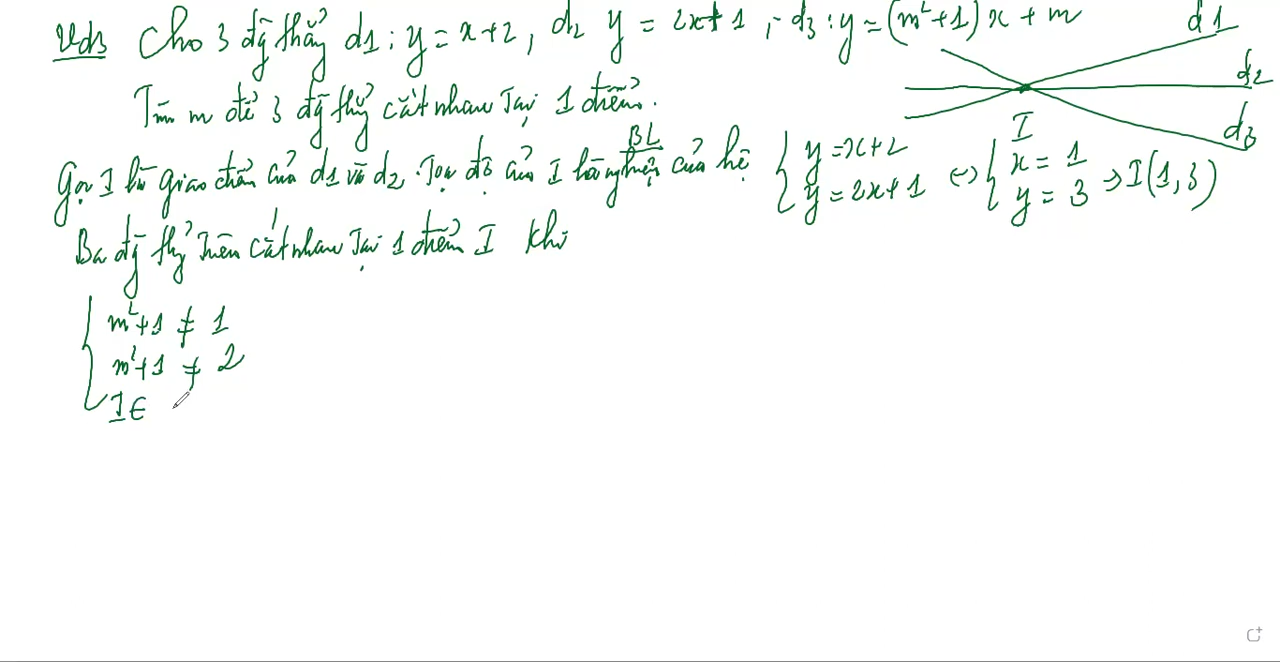 Vd3 Cho 3 đg thẳg d1 : y = x+2 , d2 y = 2x+1 , d3 : y = (m²+1)x + m
Tìm m để 3 đg thg cắt nhau tại 1 điểm.
d1
d2
d3
I
BL
Gọi I là giao điểm của d1 và d2. Tọa độ của I là nghiệm của hệ { y = x+2 y = 2x+1 <=> { x = 1 y = 3 => I(1,3)
Ba đg thg trên cắt nhau tại 1 điểm I khi
m²+1 ≠ 1
m²+1 ≠ 2
I ∈